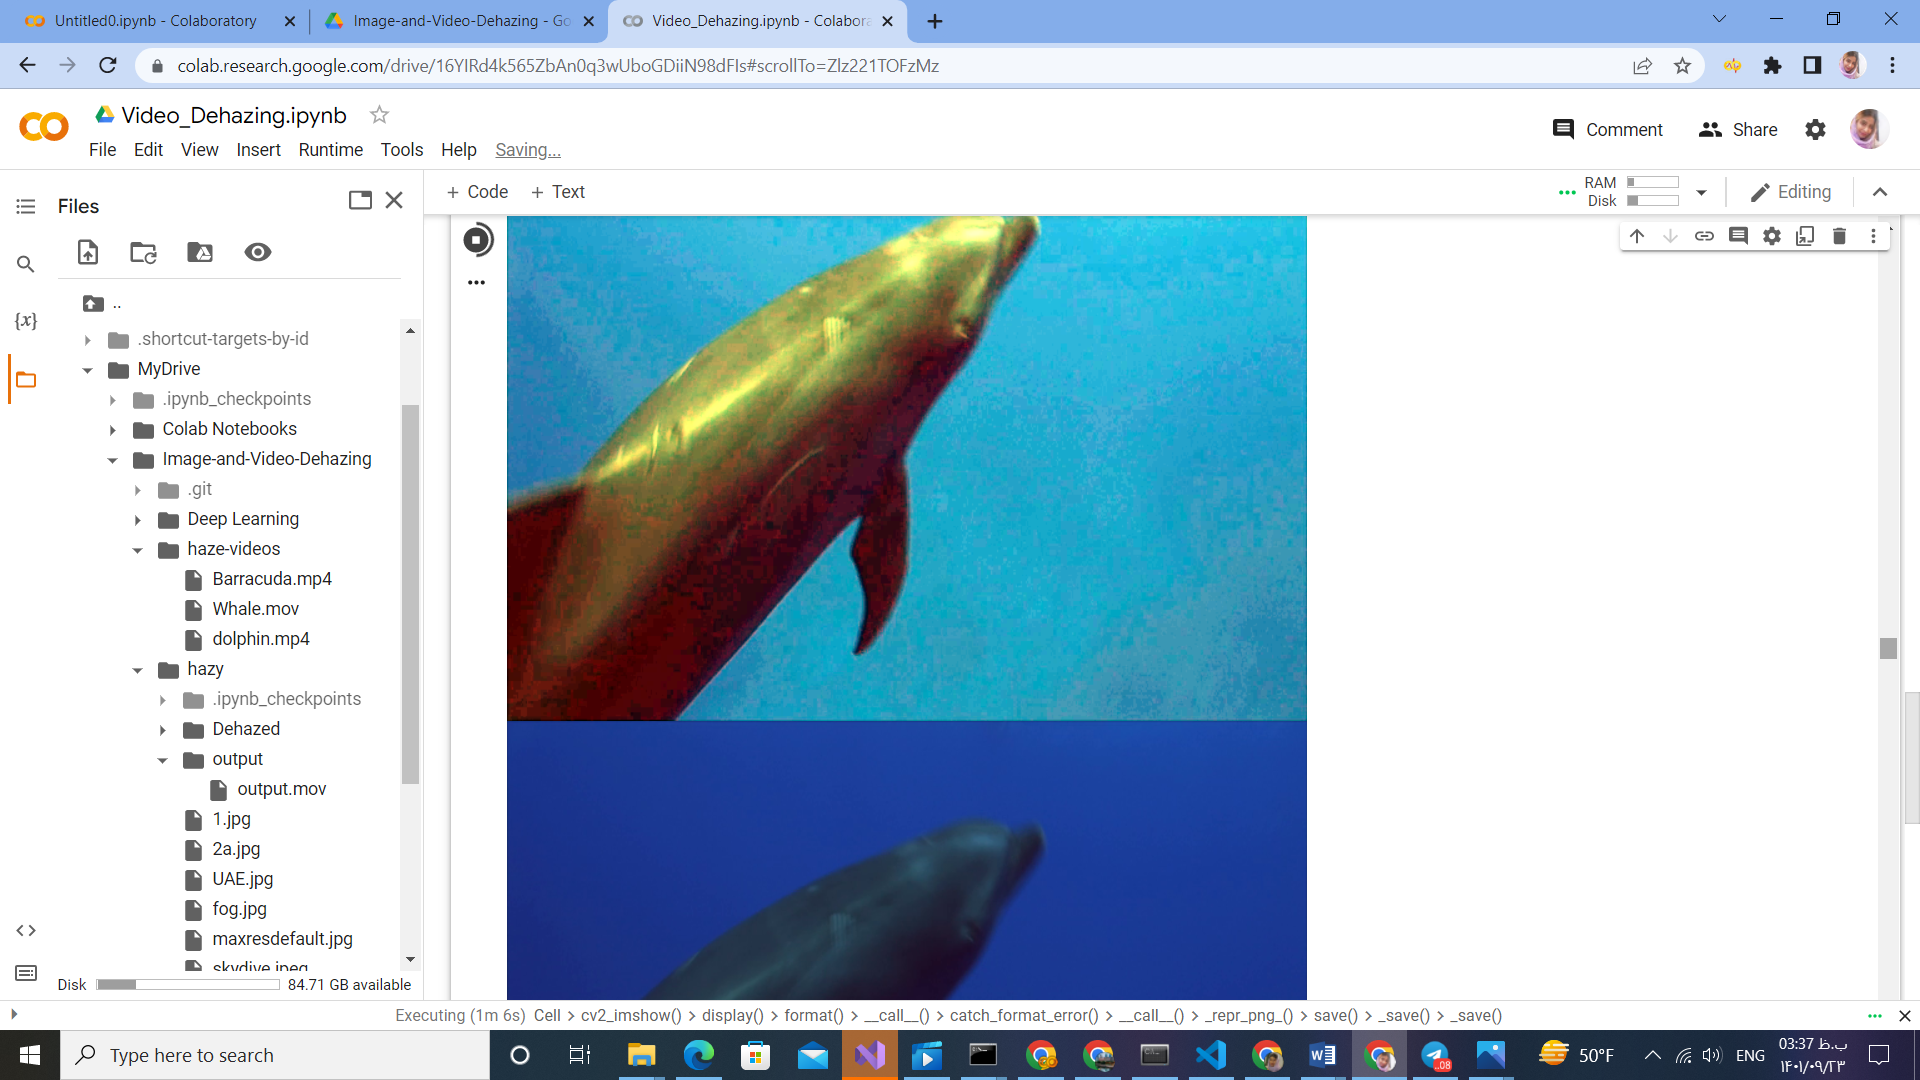 Untitled0.ipynb - Colaboratory
Image-and-Video-Dehazing - Go
Video_Dehazing.ipynb - Colabora
colab.research.google.com/drive/16YIRd4k565ZbAn0q3wUboGDiiN98dFIs#scrollTo=Zlz221TOFzMz
Video_Dehazing.ipynb
Comment
Share
File Edit View Insert Runtime Tools Help Saving...
Files
+ Code + Text
RAM
Disk
Editing
{x}
..
.shortcut-targets-by-id
MyDrive
.ipynb_checkpoints
Colab Notebooks
Image-and-Video-Dehazing
.git
Deep Learning
haze-videos
Barracuda.mp4
Whale.mov
dolphin.mp4
hazy
.ipynb_checkpoints
Dehazed
output
output.mov
1.jpg
2a.jpg
UAE.jpg
fog.jpg
maxresdefault.jpg
skydive.jpeg
Disk 84.71 GB available
Executing (1m 6s) Cell > cv2_imshow() > display() > format() > __call__() > catch_format_error() > __call__() > _repr_png_() > save() > _save() > _save()
Type here to search
..08
50°F
ENG
03:37 ب.ظ
۱۴۰۱/۰۹/۲۳